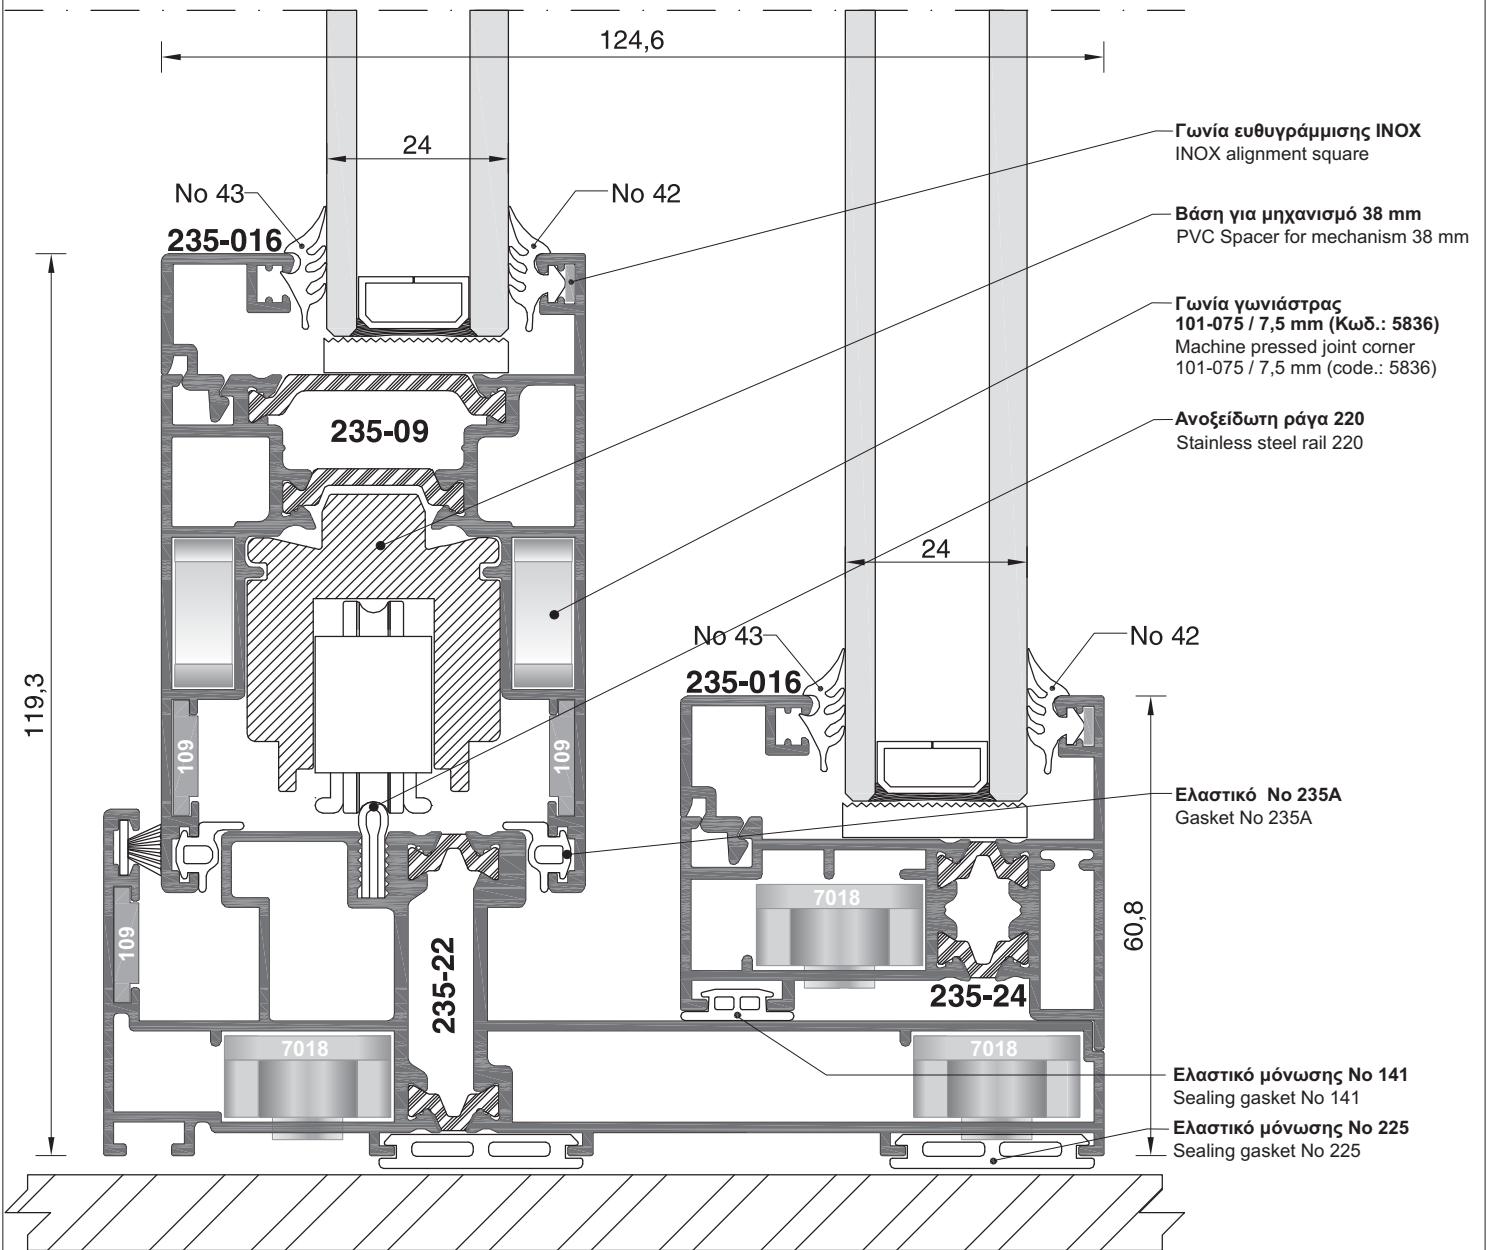 124,6
24
No 43
No 42
235-016
235-09
Γωνία ευθυγράμμισης INOX
INOX alignment square
Βάση για μηχανισμό 38 mm
PVC Spacer for mechanism 38 mm
Γωνία γωνιάστρας
101-075 / 7,5 mm (Κωδ.: 5836)
Machine pressed joint corner
101-075 / 7,5 mm (code.: 5836)
Ανοξείδωτη ράγα 220
Stainless steel rail 220
24
No 43
No 42
235-016
119,3
109
109
Ελαστικό No 235A
Gasket No 235A
109
7018
60,8
235-22
235-24
7018
7018
Ελαστικό μόνωσης No 141
Sealing gasket No 141
Ελαστικό μόνωσης No 225
Sealing gasket No 225